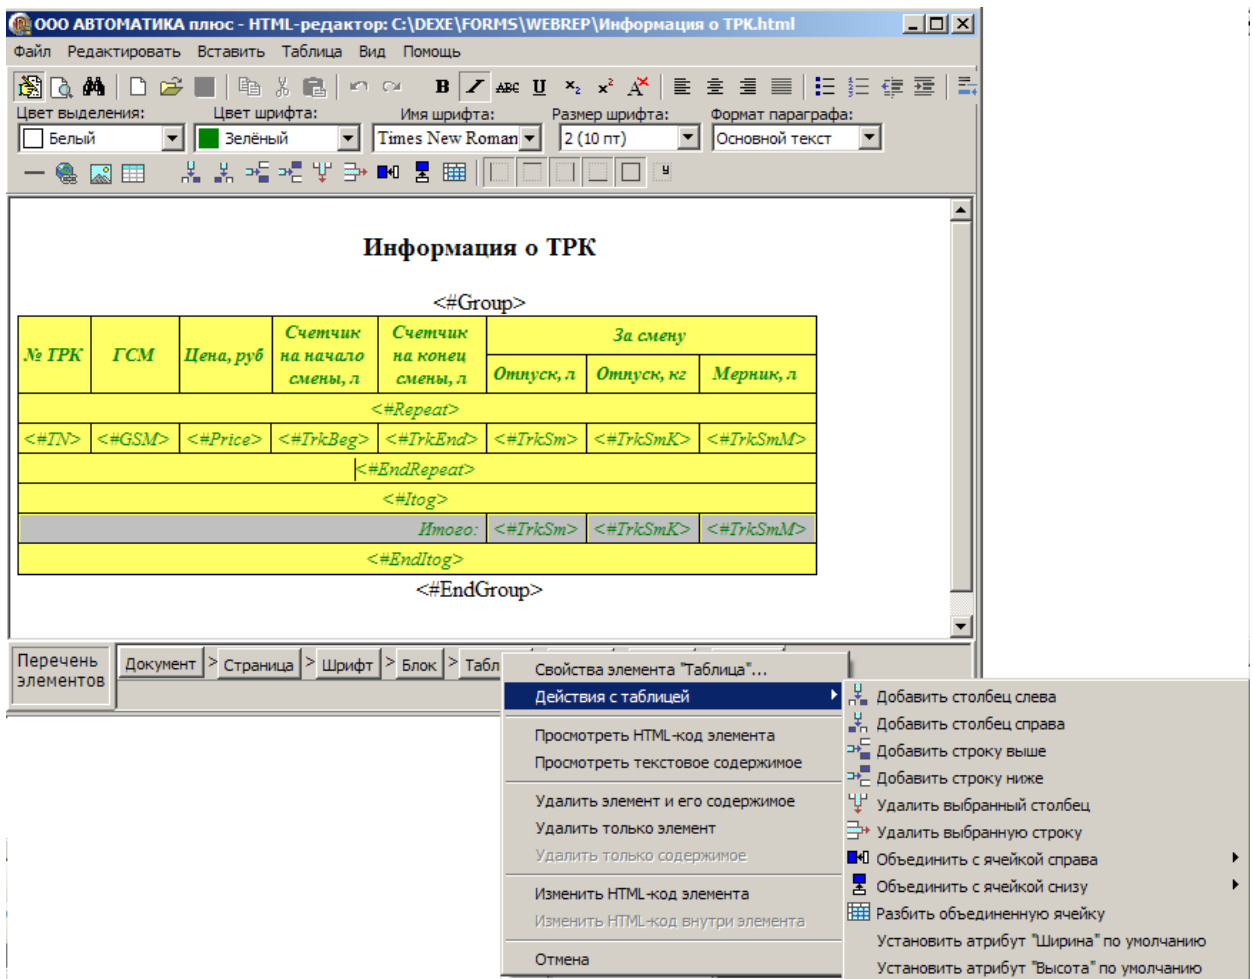 ООО АВТОМАТИКА плюс - HTML-редактор: C:\DEXE\FORMS\WEBREP\Информация о ТРК.html
Файл Редактировать Вставить Таблица Вид Помощь
B I ABC U x₂ x² A
Цвет выделения: Цвет шрифта: Имя шрифта: Размер шрифта: Формат параграфа:
Белый Зелёный Times New Roman 2 (10 пт) Основной текст
Информация о ТРК
<#Group>
№ ТРК ГСМ Цена, руб Счетчик на начало смены, л Счетчик на конец смены, л За смену
Отпуск, л Отпуск, кг Мерник, л
<#Repeat>
<#TN> <#GSM> <#Price> <#TrkBeg> <#TrkEnd> <#TrkSm> <#TrkSmK> <#TrkSmM>
<#EndRepeat>
<#Itog>
Итого: <#TrkSm> <#TrkSmK> <#TrkSmM>
<#EndItog>
<#EndGroup>
Перечень элементов
Документ > Страница > Шрифт > Блок > Табл
Свойства элемента "Таблица"...
Действия с таблицей
Просмотреть HTML-код элемента
Просмотреть текстовое содержимое
Удалить элемент и его содержимое
Удалить только элемент
Удалить только содержимое
Изменить HTML-код элемента
Изменить HTML-код внутри элемента
Отмена
Добавить столбец слева
Добавить столбец справа
Добавить строку выше
Добавить строку ниже
Удалить выбранный столбец
Удалить выбранную строку
Объединить с ячейкой справа
Объединить с ячейкой снизу
Разбить объединенную ячейку
Установить атрибут "Ширина" по умолчанию
Установить атрибут "Высота" по умолчанию